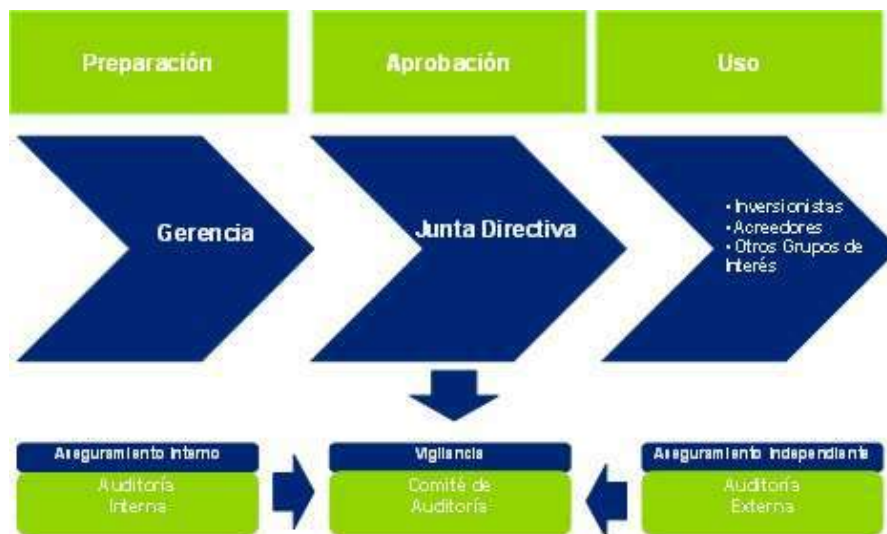 Preparación
Aprobación
Uso
Gerencia
Junta Directiva
• Inversionistas
• Acreedores
• Otros Grupos de
Interés
Aseguramiento Interno
Auditoría
Interna
Vigilancia
Comité de
Auditoría
Aseguramiento Independiente
Auditoría
Externa